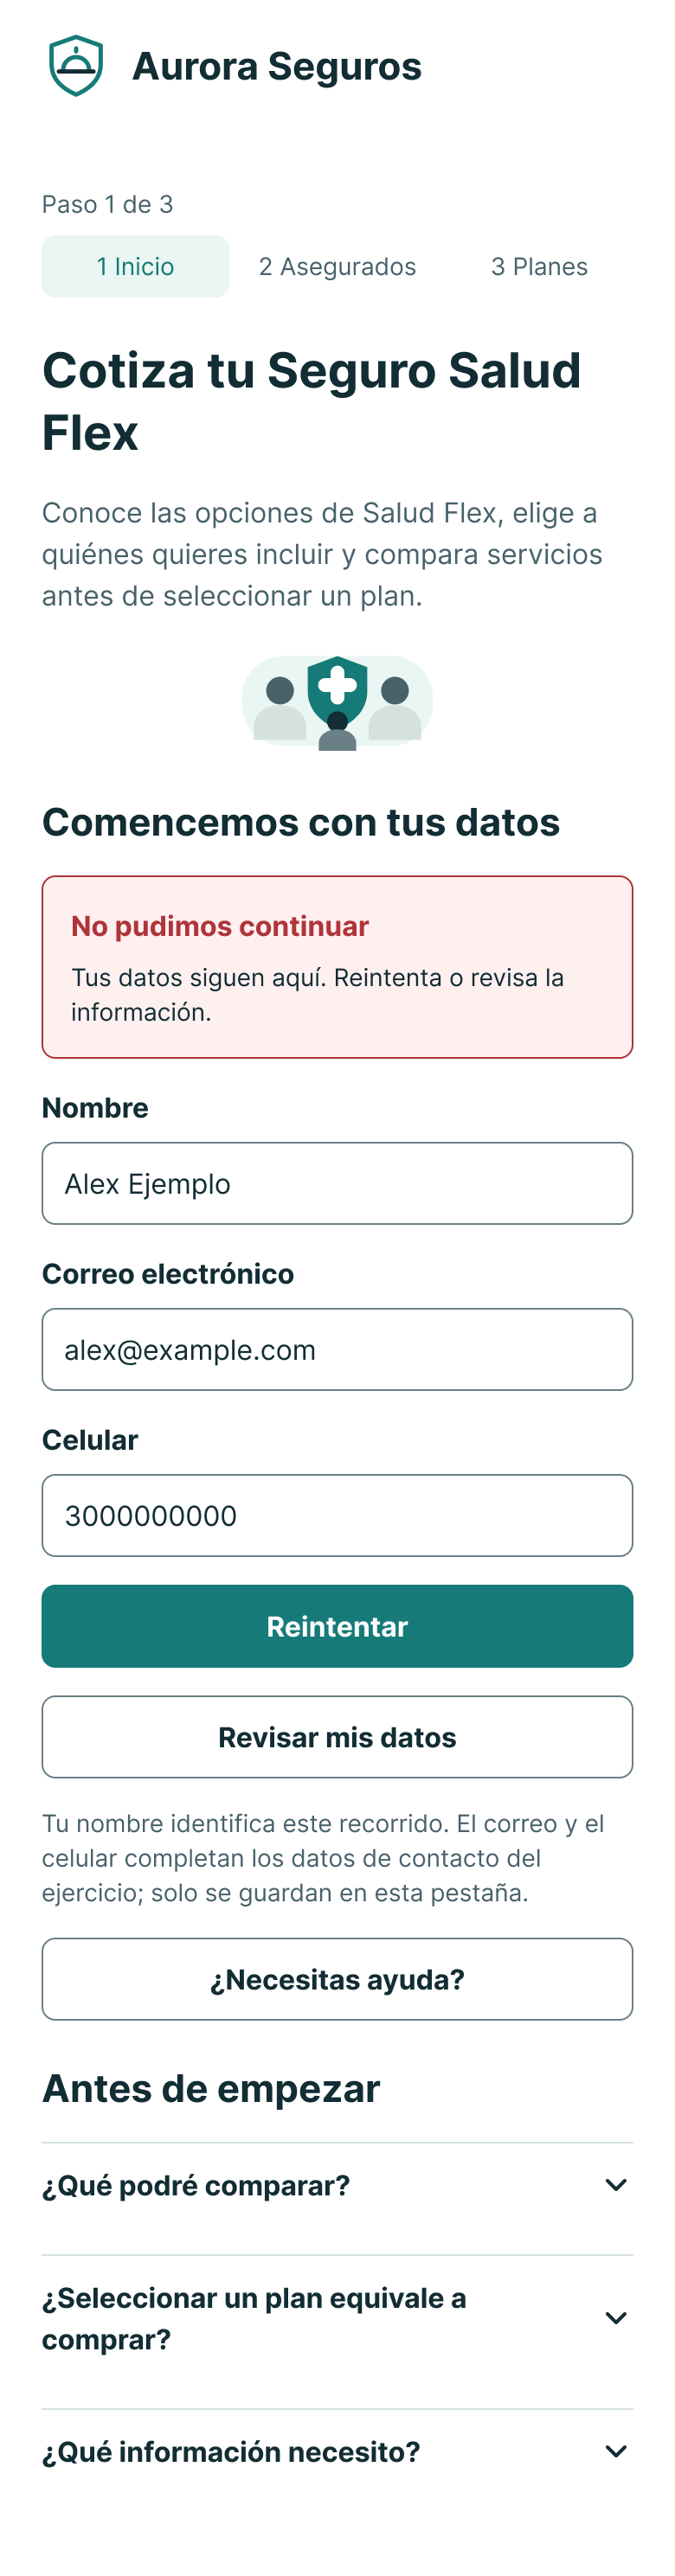 Aurora Seguros
Paso 1 de 3
1 Inicio
2 Asegurados
3 Planes
Cotiza tu Seguro Salud
Flex
Conoce las opciones de Salud Flex, elige a
quiénes quieres incluir y compara servicios
antes de seleccionar un plan.
Comencemos con tus datos
No pudimos continuar
Tus datos siguen aquí. Reintenta o revisa la
información.
Nombre
Alex Ejemplo
Correo electrónico
alex@example.com
Celular
3000000000
Reintentar
Revisar mis datos
Tu nombre identifica este recorrido. El correo y el
celular completan los datos de contacto del
ejercicio; solo se guardan en esta pestaña.
¿Necesitas ayuda?
Antes de empezar
¿Qué podré comparar?
¿Seleccionar un plan equivale a
comprar?
¿Qué información necesito?